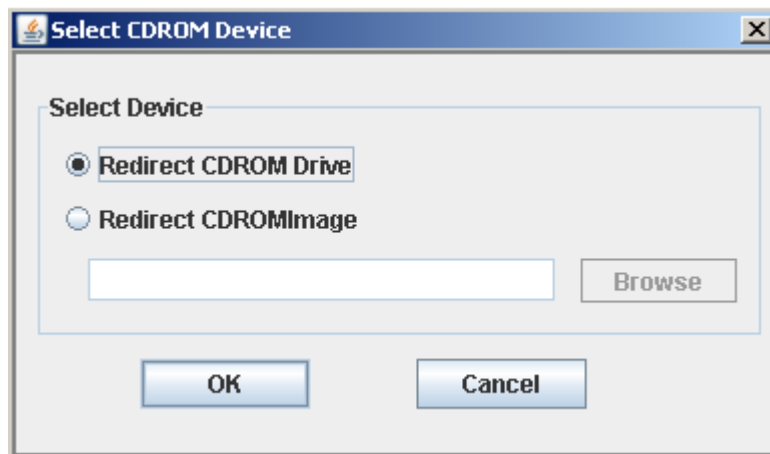 Select CDROM Device
Select Device
Redirect CDROM Drive
Redirect CDROMImage
Browse
OK
Cancel